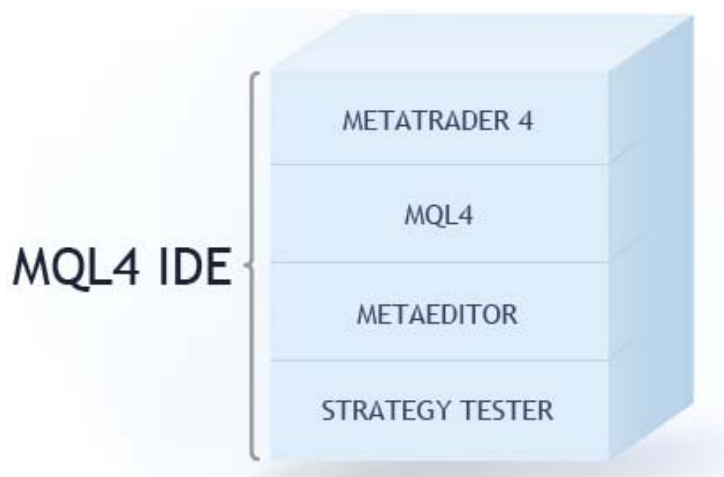 METATRADER 4
MQL4
MQL4 IDE
METAEDITOR
STRATEGY TESTER